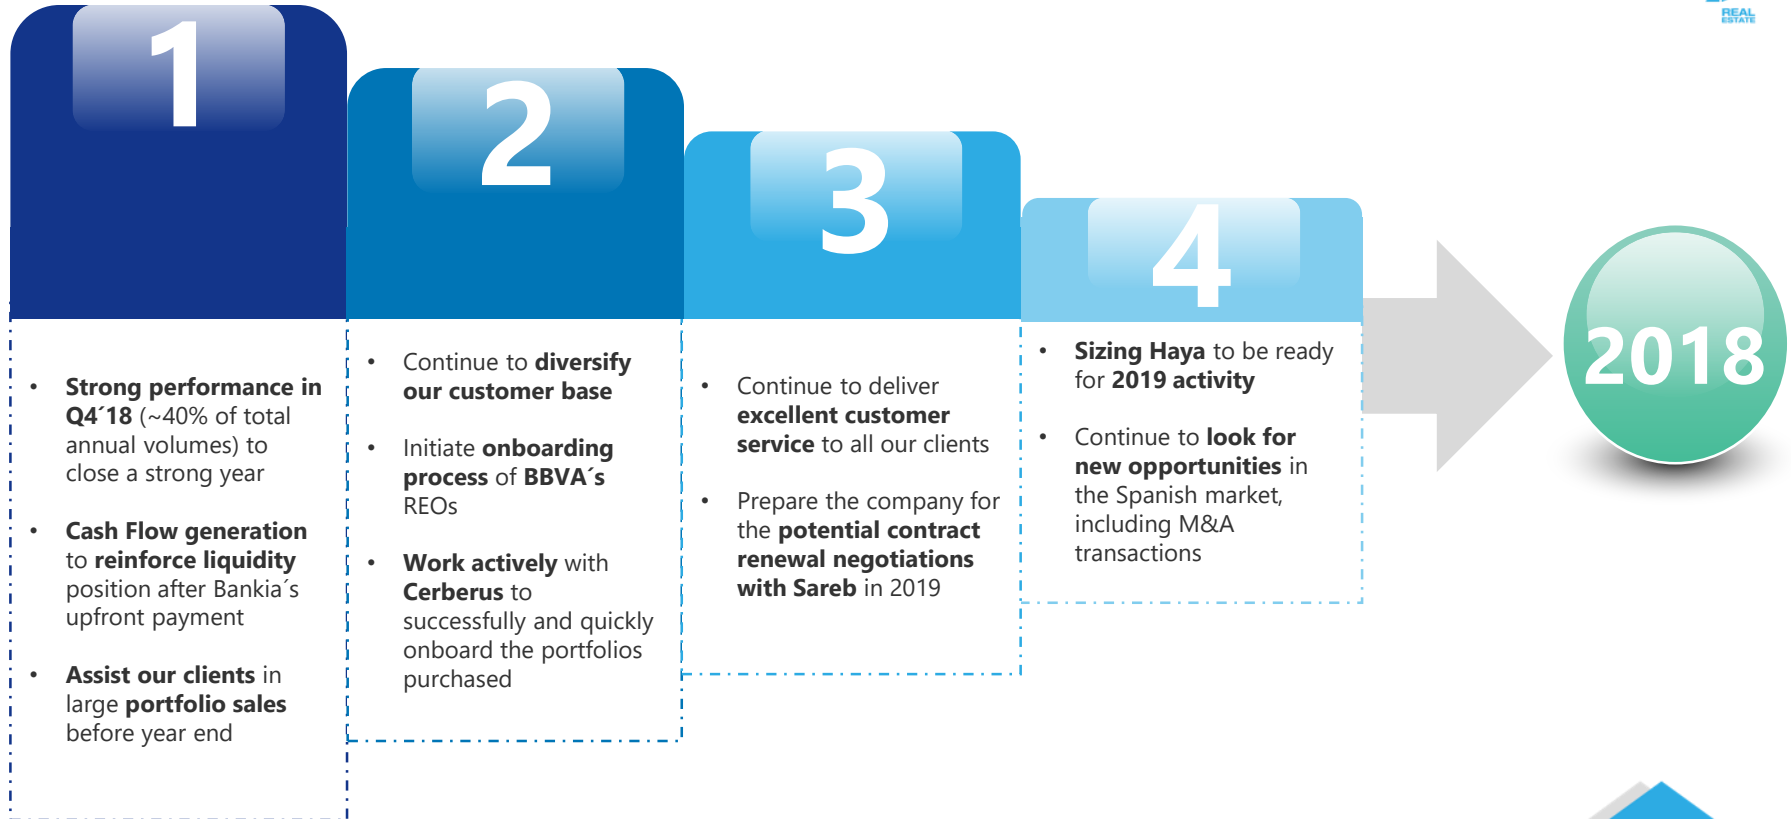 REAL
ESTATE
1
2
3
4
2018
• Strong performance in
Q4´18 (~40% of total
annual volumes) to
close a strong year
• Cash Flow generation
to reinforce liquidity
position after Bankia´s
upfront payment
• Assist our clients in
large portfolio sales
before year end
• Continue to diversify
our customer base
• Initiate onboarding
process of BBVA´s
REOs
• Work actively with
Cerberus to
successfully and quickly
onboard the portfolios
purchased
• Continue to deliver
excellent customer
service to all our clients
• Prepare the company for
the potential contract
renewal negotiations
with Sareb in 2019
• Sizing Haya to be ready
for 2019 activity
• Continue to look for
new opportunities in
the Spanish market,
including M&A
transactions